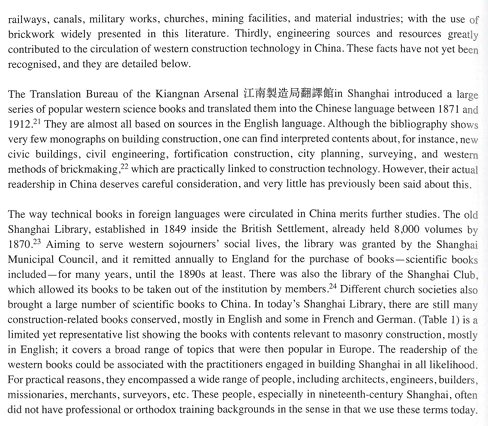 railways, canals, military works, churches, mining facilities, and material industries; with the use of
brickwork widely presented in this literature. Thirdly, engineering sources and resources greatly
contributed to the circulation of western construction technology in China. These facts have not yet been
recognised, and they are detailed below.
The Translation Bureau of the Kiangnan Arsenal 江南製造局翻譯館in Shanghai introduced a large
series of popular western science books and translated them into the Chinese language between 1871 and
1912.21 They are almost all based on sources in the English language. Although the bibliography shows
very few monographs on building construction, one can find interpreted contents about, for instance, new
civic buildings, civil engineering, fortification construction, city planning, surveying, and western
methods of brickmaking,22 which are practically linked to construction technology. However, their actual
readership in China deserves careful consideration, and very little has previously been said about this.
The way technical books in foreign languages were circulated in China merits further studies. The old
Shanghai Library, established in 1849 inside the British Settlement, already held 8,000 volumes by
1870.23 Aiming to serve western sojourners' social lives, the library was granted by the Shanghai
Municipal Council, and it remitted annually to England for the purchase of books—scientific books
included—for many years, until the 1890s at least. There was also the library of the Shanghai Club,
which allowed its books to be taken out of the institution by members.24 Different church societies also
brought a large number of scientific books to China. In today's Shanghai Library, there are still many
construction-related books conserved, mostly in English and some in French and German. (Table 1) is a
limited yet representative list showing the books with contents relevant to masonry construction, mostly
in English; it covers a broad range of topics that were then popular in Europe. The readership of the
western books could be associated with the practitioners engaged in building Shanghai in all likelihood.
For practical reasons, they encompassed a wide range of people, including architects, engineers, builders,
missionaries, merchants, surveyors, etc. These people, especially in nineteenth-century Shanghai, often
did not have professional or orthodox training backgrounds in the sense in that we use these terms today.